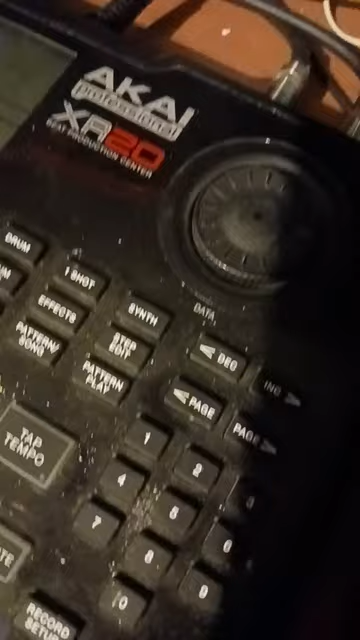 AKAI
professional
XR20
BEAT PRODUCTION CENTER
DRUM
1 SHOT
SYNTH
DATA
EFFECTS
STEP
EDIT
DEC
INC
PATTERN/
SONG
PATTERN
PLAY
PAGE
PAGE
TAP
TEMPO
1
2
3
4
5
6
7
8
9
0
RECORD
SETUP